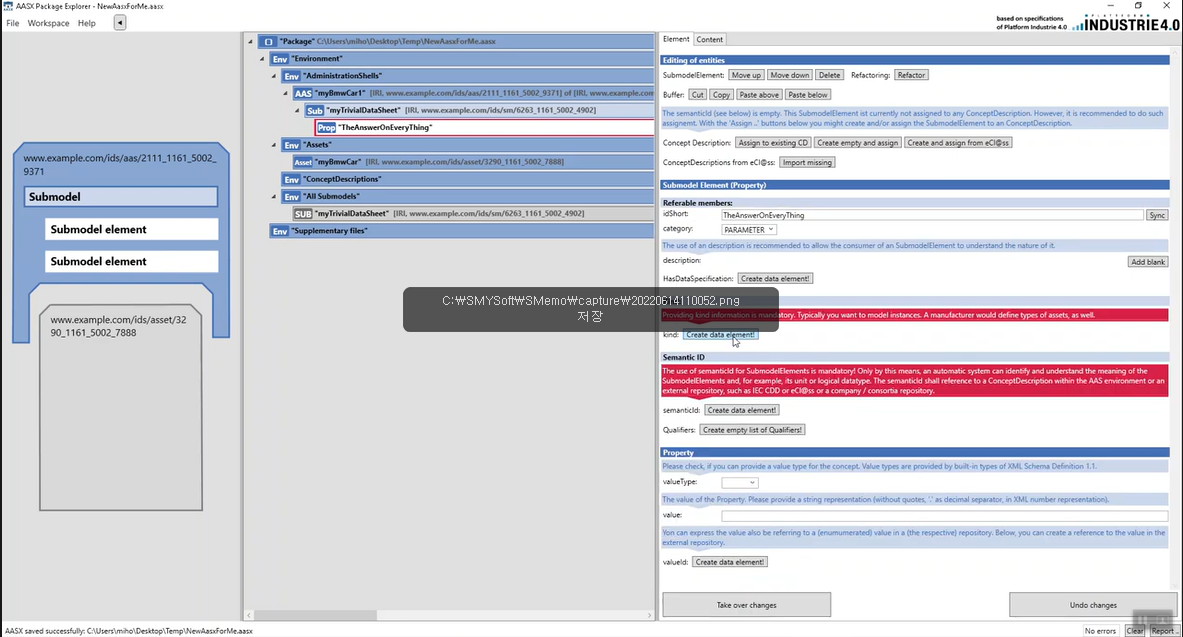 AASX Package Explorer - NewAasxForMe.aasx
File Workspace Help ◄
based on specifications
of Platform Industrie 4.0
PLATTFORM
INDUSTRIE4.0
www.example.com/ids/aas/2111_1161_5002_
9371
Submodel
Submodel element
Submodel element
www.example.com/ids/asset/32
90_1161_5002_7888
"Package" C:\Users\miho\Desktop\Temp\NewAasxForMe.aasx
Env "Environment"
Env "AdministrationShells"
AAS "myBmwCar1" [IRI, www.example.com/ids/aas/2111_1161_5002_9371] of [IRI, www.example.com
Sub "myTrivialDataSheet" [IRI, www.example.com/ids/sm/6263_1161_5002_4902]
Prop "TheAnswerOnEveryThing"
Env "Assets"
Asset "myBmwCar" [IRI, www.example.com/ids/asset/3290_1161_5002_7888]
Env "ConceptDescriptions"
Env "All Submodels"
SUB "myTrivialDataSheet" [IRI, www.example.com/ids/sm/6263_1161_5002_4902]
Env "Supplementary files"
Element Content
Editing of entities
SubmodelElement: Move up Move down Delete Refactoring: Refactor
Buffer: Cut Copy Paste above Paste below
The semanticId (see below) is empty. This SubmodelElement ist currently not assigned to any ConceptDescription. However, it is recommended to do such
assignemt. With the 'Assign ..' buttons below you might create and/or assign the SubmodelElement to an ConceptDescription.
Concept Description: Assign to existing CD Create empty and assign Create and assign from eCl@ss
ConceptDescriptions from eCl@ss: Import missing
Submodel Element (Property)
Referable members:
idShort: TheAnswerOnEveryThing Sync
category: PARAMETER
The use of an description is recommended to allow the consumer of an SubmodelElement to understand the nature of it.
description: Add blank
HasDataSpecification: Create data element!
C:\SMYSoft\SMemo\capture\20220614110052.png
저장
Providing kind information is mandatory. Typically you want to model instances. A manufacturer would define types of assets, as well.
kind: Create data element!
Semantic ID
The use of semanticId for SubmodelElements is mandatory! Only by this means, an automatic system can identify and understand the meaning of the
SubmodelElements and, for example, its unit or logical datatype. The semanticId shall reference to a ConceptDescription within the AAS environment or an
external repository, such as IEC CDD or eCl@ss or a company / consortia repository.
semanticId: Create data element!
Qualifiers: Create empty list of Qualifiers!
Property
Please check, if you can provide a value type for the concept. Value types are provided by built-in types of XML Schema Definition 1.1.
valueType:
The value of the Property. Please provide a string representation (without quotes, '.' as decimal separator, in XML number representation).
value:
Yon can express the value also be referring to a (enumumerated) value in a (the respective) repository. Below, you can create a reference to the value in the
external repository.
valueId: Create data element!
Take over changes Undo changes
AASX saved successfully: C:\Users\miho\Desktop\Temp\NewAasxForMe.aasx
No errors Clear Report..